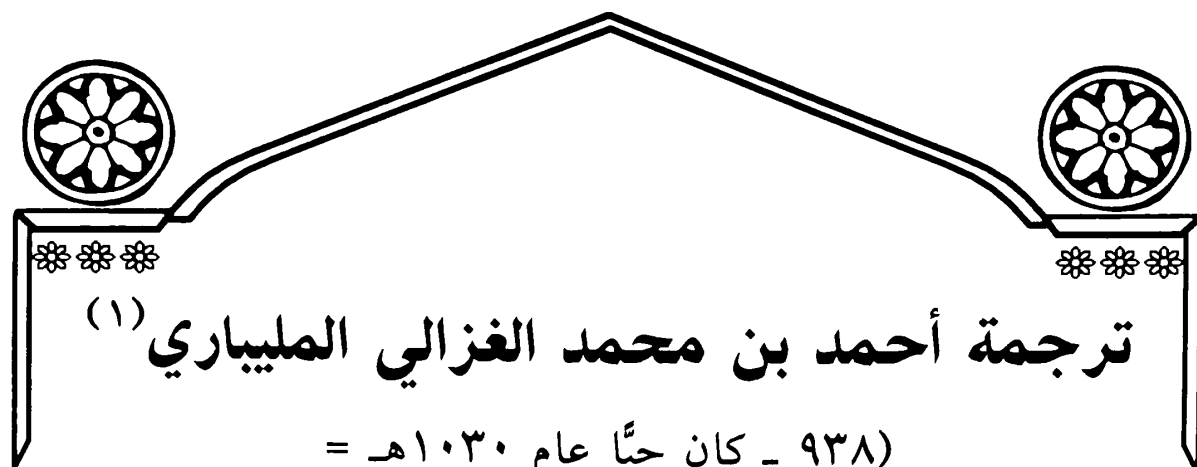 ترجمة أحمد بن محمد الغزالي المليباري(١)
(٩٣٨ ـ كان حيًّا عام ١٠٣٠هـ =